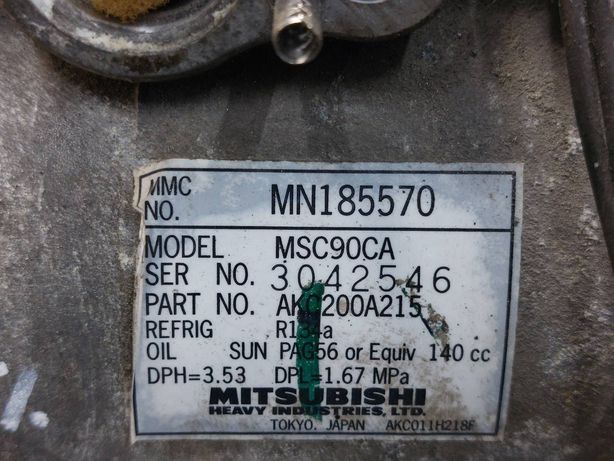 MMC
NO. MN185570
MODEL MSC90CA
SER NO. 3042546
PART NO. AKC200A215
REFRIG R134a
OIL SUN PAG56 or Equiv 140 cc
DPH=3.53 DPL=1.67 MPa
MITSUBISHI
HEAVY INDUSTRIES, LTD.
TOKYO, JAPAN AKC011H218F